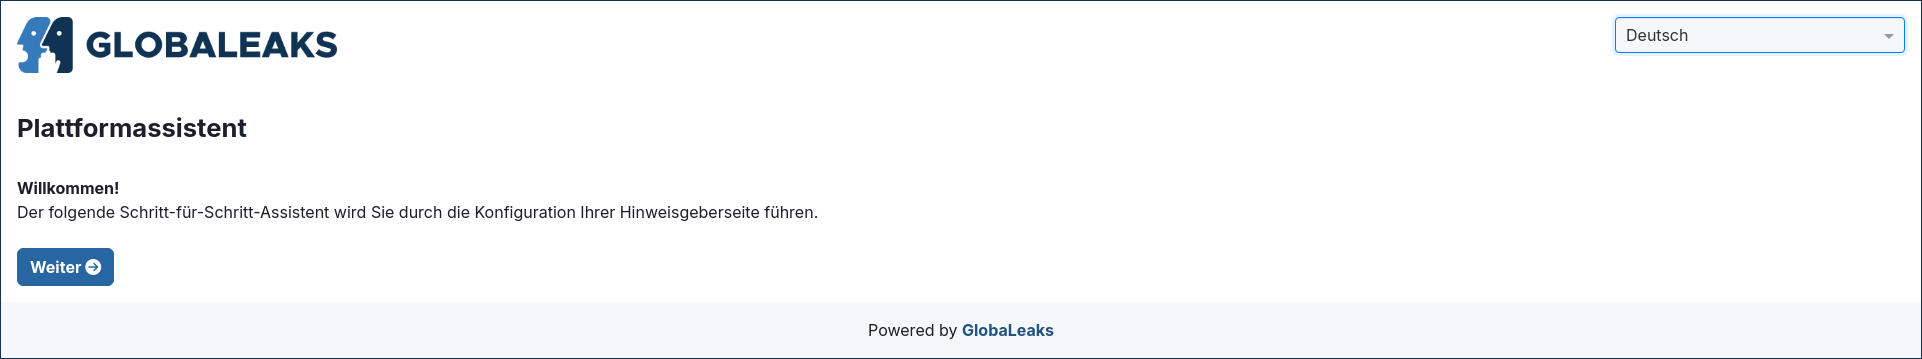 GLOBALEAKS
Deutsch
Plattformassistent
Willkommen!
Der folgende Schritt-für-Schritt-Assistent wird Sie durch die Konfiguration Ihrer Hinweisgeberseite führen.
Weiter
Powered by GlobaLeaks